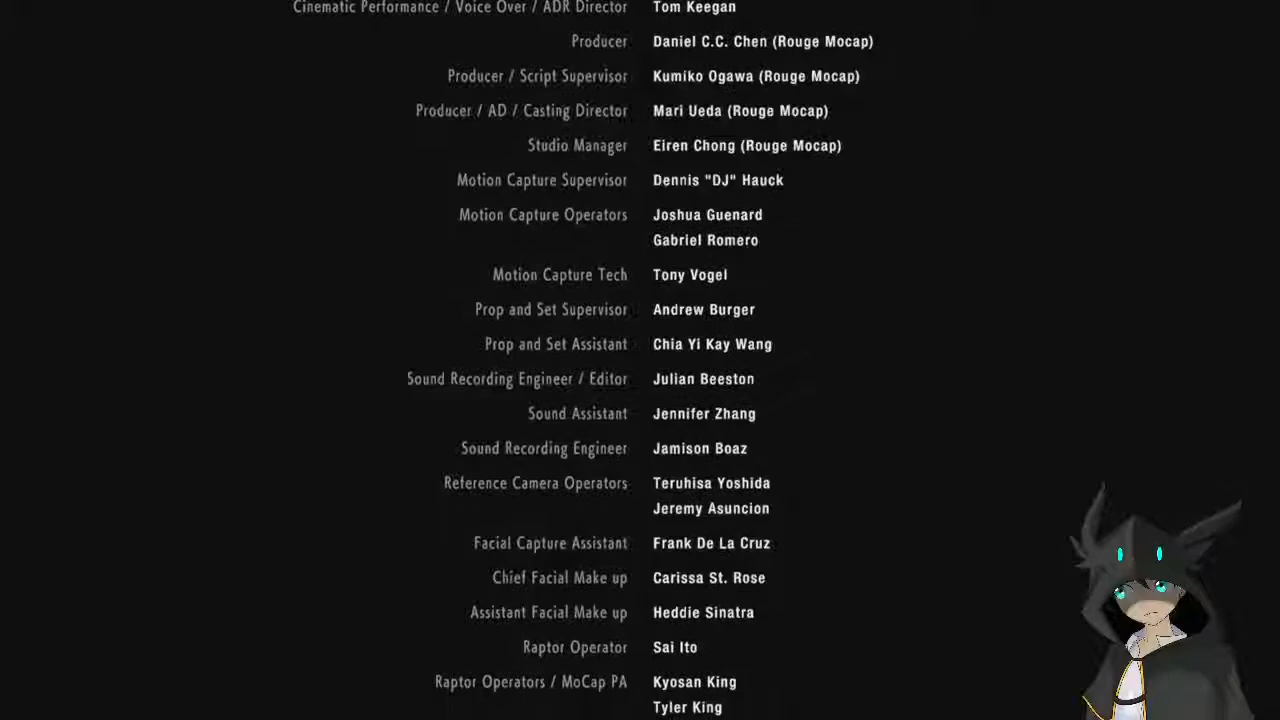 Cinematic Performance / Voice Over / ADR Director Tom Keegan
Producer Daniel C.C. Chen (Rouge Mocap)
Producer / Script Supervisor Kumiko Ogawa (Rouge Mocap)
Producer / AD / Casting Director Mari Ueda (Rouge Mocap)
Studio Manager Eiren Chong (Rouge Mocap)
Motion Capture Supervisor Dennis "DJ" Hauck
Motion Capture Operators Joshua Guenard
Gabriel Romero
Motion Capture Tech Tony Vogel
Prop and Set Supervisor Andrew Burger
Prop and Set Assistant Chia Yi Kay Wang
Sound Recording Engineer / Editor Julian Beeston
Sound Assistant Jennifer Zhang
Sound Recording Engineer Jamison Boaz
Reference Camera Operators Teruhisa Yoshida
Jeremy Asuncion
Facial Capture Assistant Frank De La Cruz
Chief Facial Make up Carissa St. Rose
Assistant Facial Make up Heddie Sinatra
Raptor Operator Sai Ito
Raptor Operators / MoCap PA Kyosan King
Tyler King